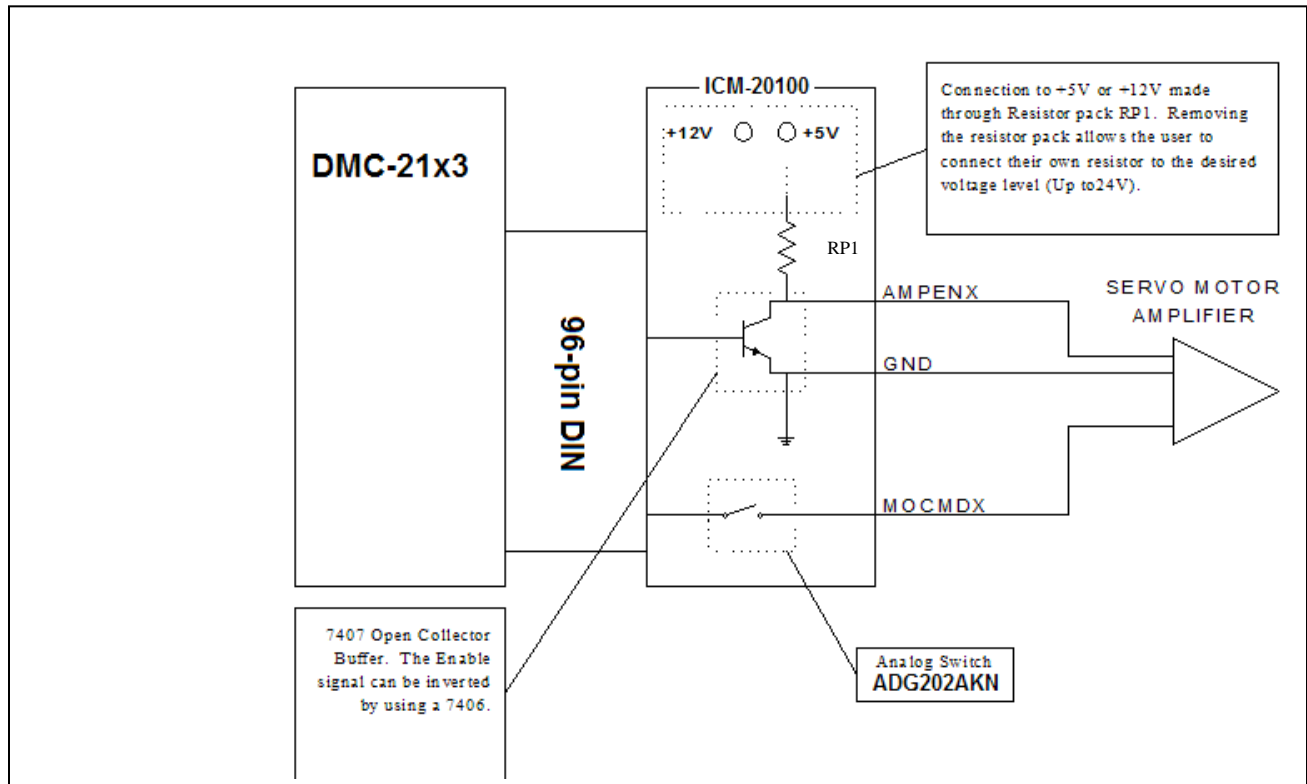 ICM-20100
+12V
+5V
DMC-21x3
Connection to +5V or +12V made
through Resistor pack RP1. Removing
the resistor pack allows the user to
connect their own resistor to the desired
voltage level (Up to24V).
RP1
AMPENX
SERVO MOTOR
AMPLIFIER
96-pin DIN
GND
MOCMDX
7407 Open Collector
Buffer. The Enable
signal can be inverted
by using a 7406.
Analog Switch
ADG202AKN